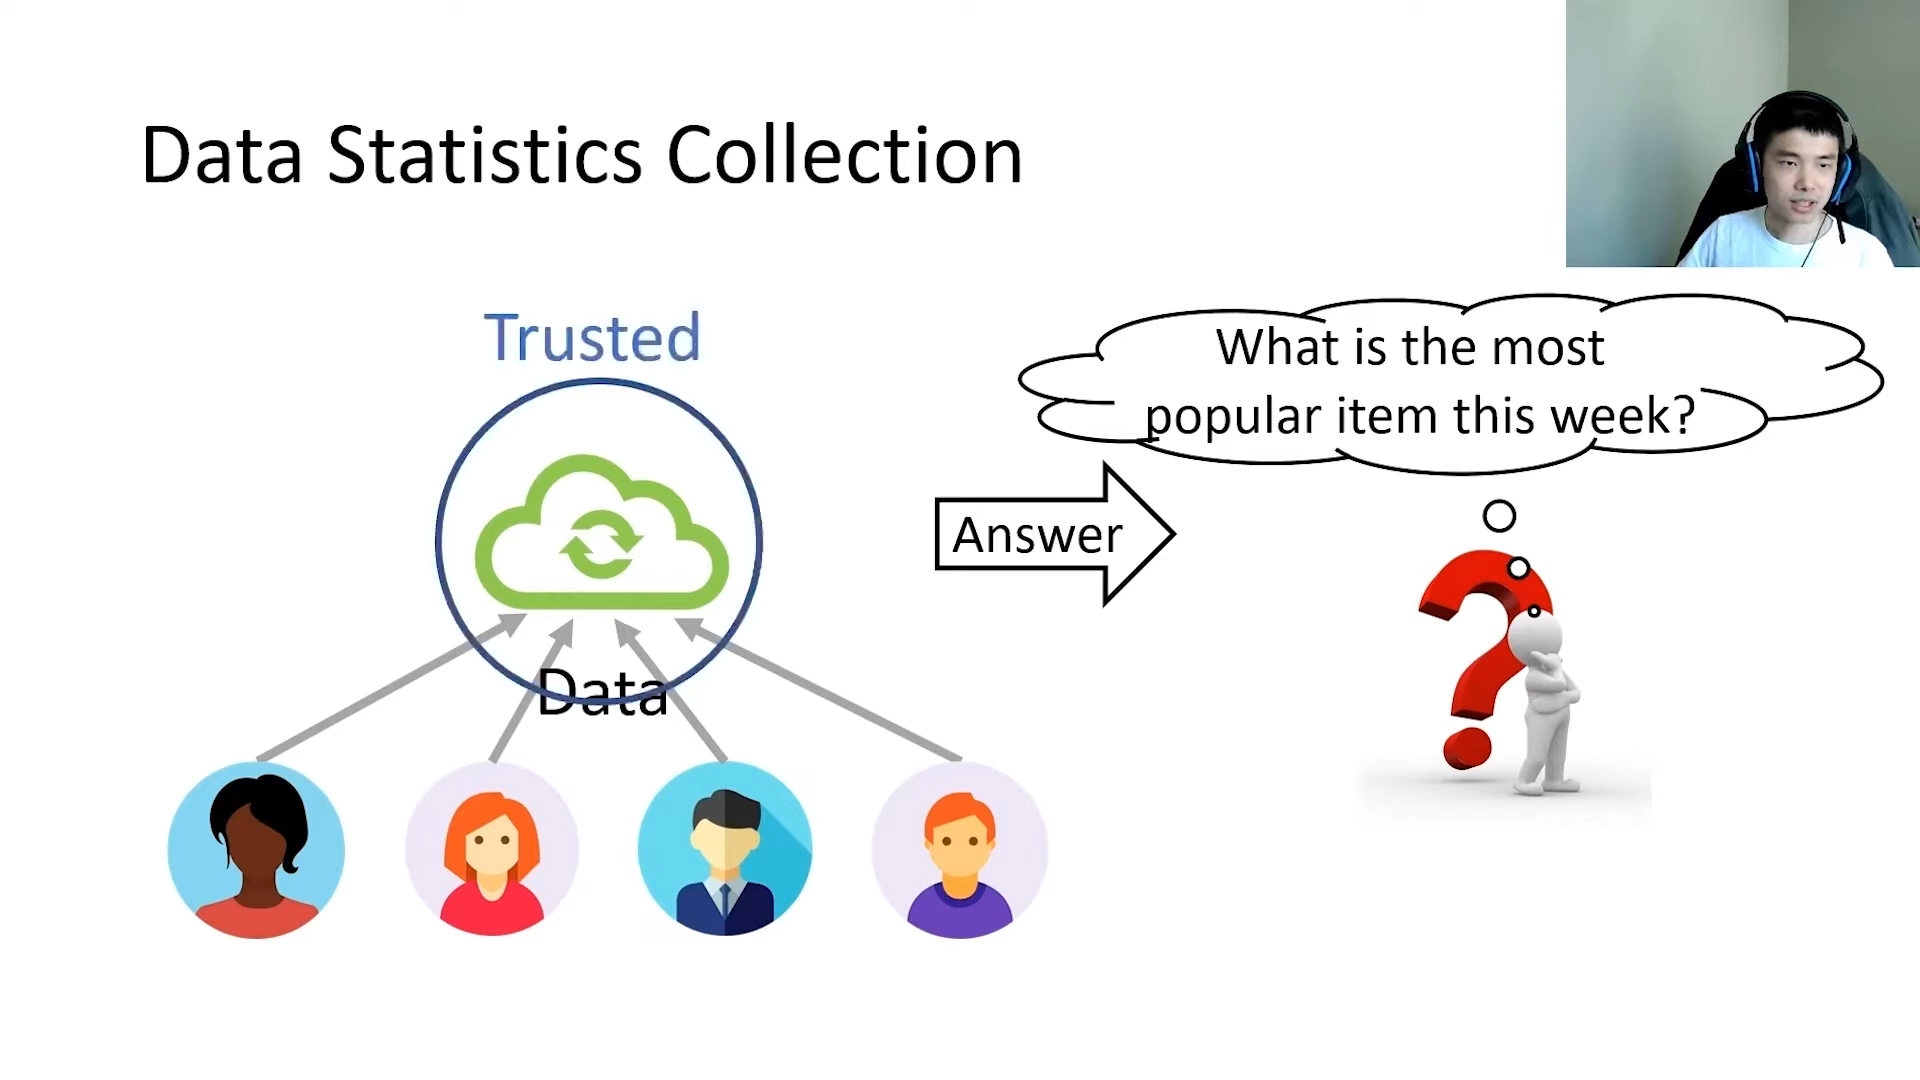 Data Statistics Collection
Trusted
What is the most
popular item this week?
Answer
Data